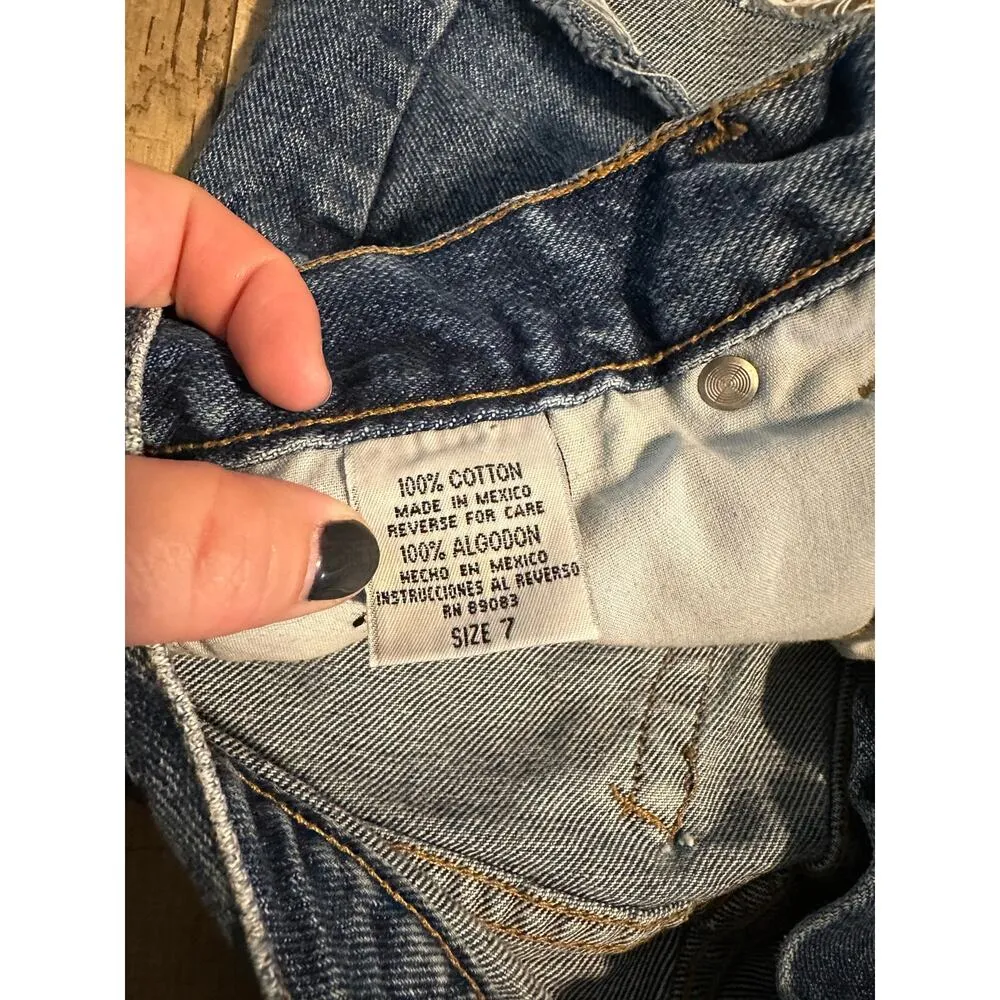 100% COTTON
MADE IN MEXICO
REVERSE FOR CARE
100% ALGODON
HECHO EN MEXICO
INSTRUCCIONES AL REVERSO
RN 89083
SIZE 7